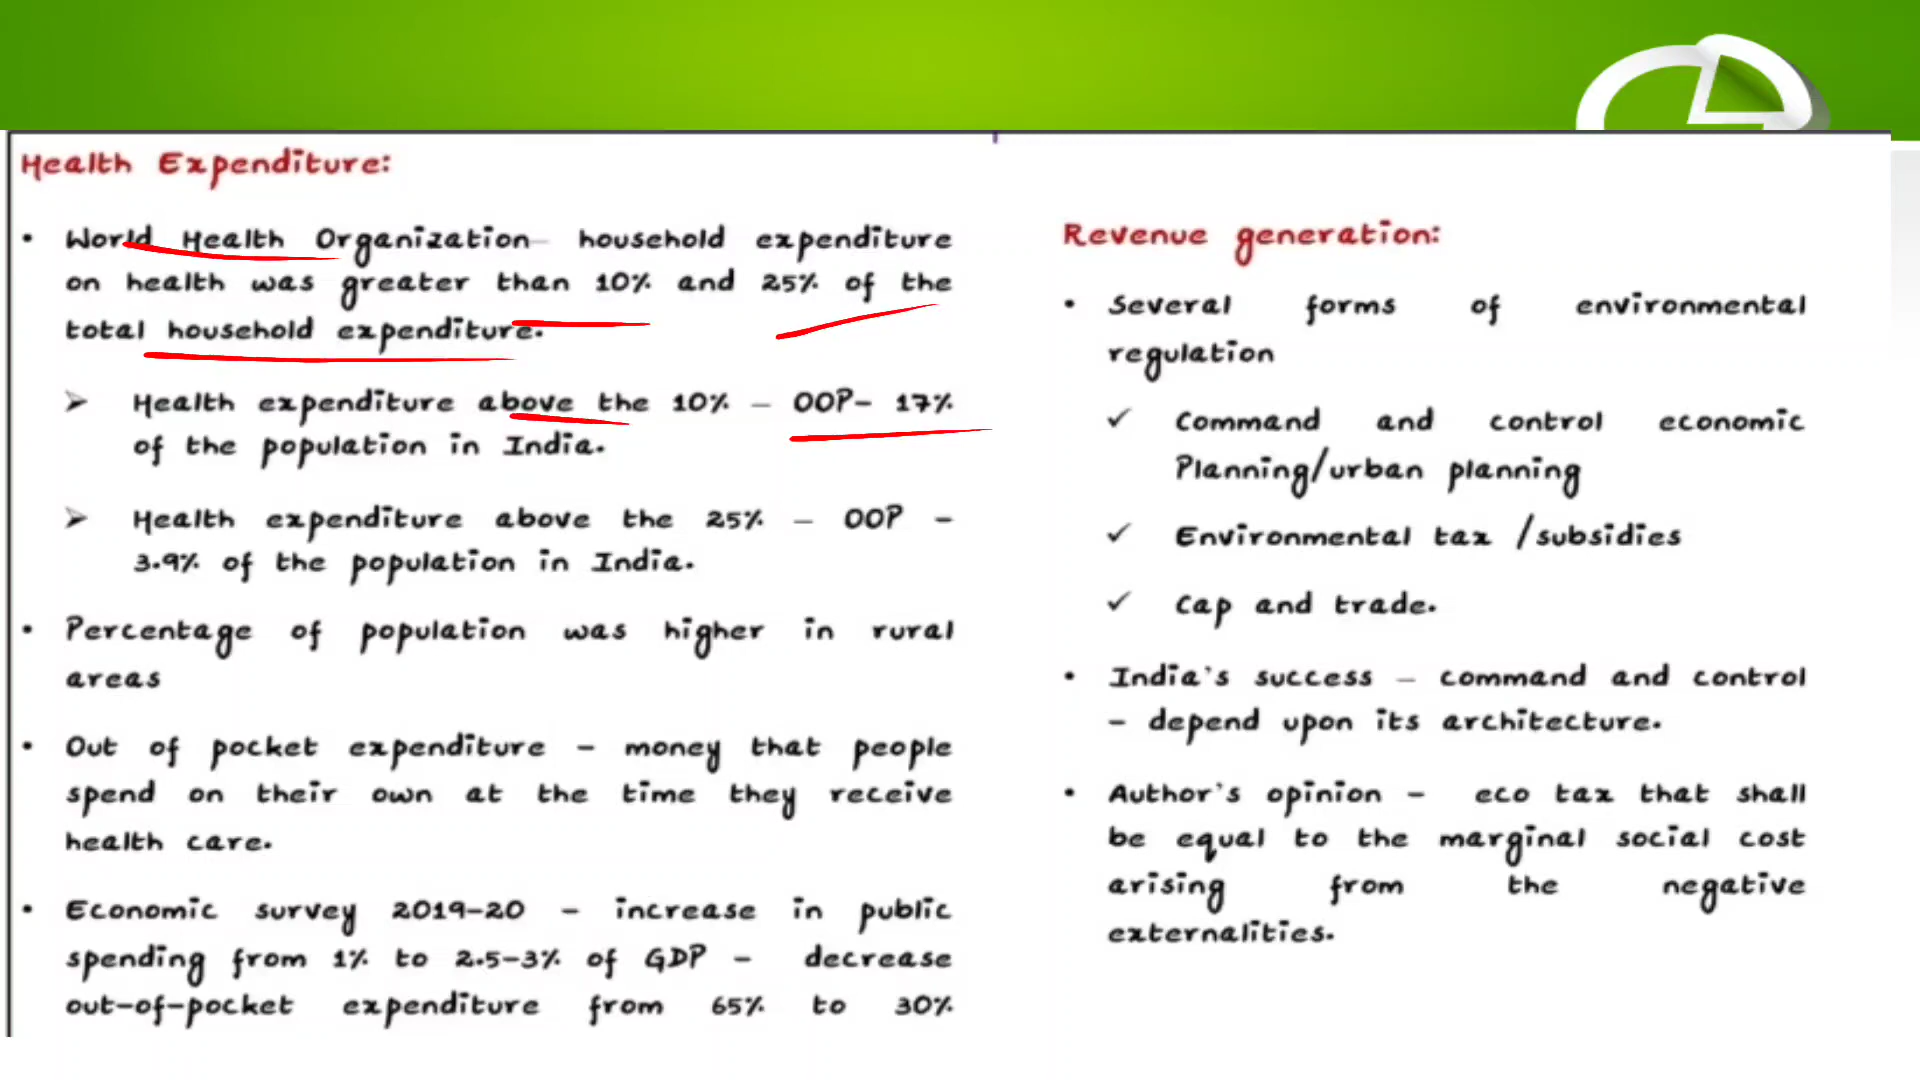 Health Expenditure:
• World Health Organization– household expenditure
on health was greater than 10% and 25% of the
total household expenditure.
➢ Health expenditure above the 10% – OOP- 17%
of the population in India.
➢ Health expenditure above the 25% – OOP -
3.9% of the population in India.
• Percentage of population was higher in rural
areas
• Out of pocket expenditure - money that people
spend on their own at the time they receive
health care.
• Economic survey 2019-20 - increase in public
spending from 1% to 2.5-3% of GDP - decrease
out-of-pocket expenditure from 65% to 30%
Revenue generation:
• Several forms of environmental
regulation
✓ Command and control economic
Planning/urban planning
✓ Environmental tax /subsidies
✓ Cap and trade.
• India's success – command and control
- depend upon its architecture.
• Author's opinion - eco tax that shall
be equal to the marginal social cost
arising from the negative
externalities.